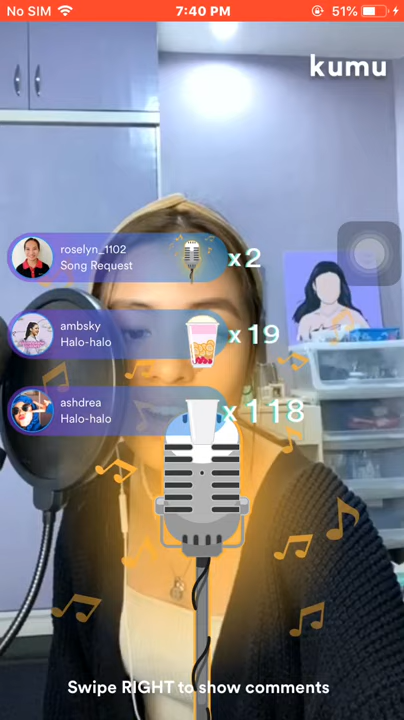 No SIM 7:40 PM 51%
kumu
roselyn_1102
Song Request
x2
ambsky
Halo-halo
x19
ashdrea
Halo-halo
x118
Swipe RIGHT to show comments